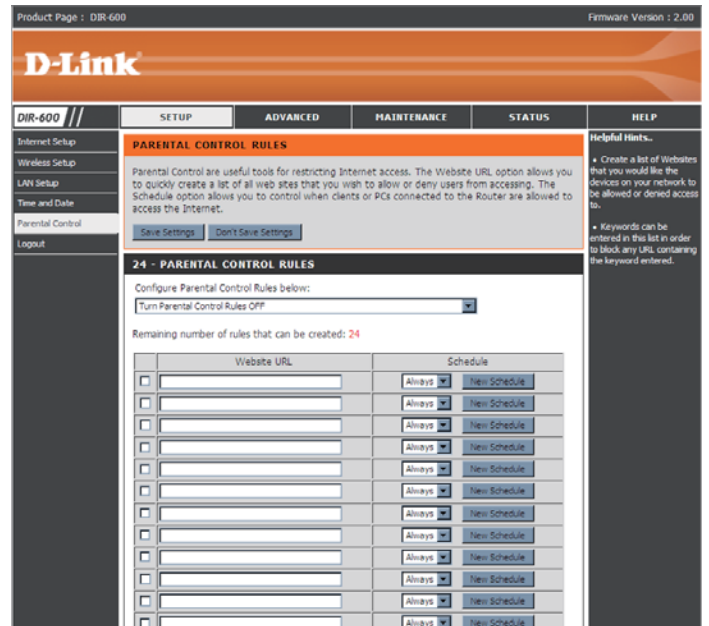 Product Page : DIR-600 Firmware Version : 2.00
D-Link
DIR-600 SETUP ADVANCED MAINTENANCE STATUS HELP
Internet Setup
Wireless Setup
LAN Setup
Time and Date
Parental Control
Logout
PARENTAL CONTROL RULES
Parental Control are useful tools for restricting Internet access. The Website URL option allows you
to quickly create a list of all web sites that you wish to allow or deny users from accessing. The
Schedule option allows you to control when clients or PCs connected to the Router are allowed to
access the Internet.
Save Settings Don't Save Settings
24 - PARENTAL CONTROL RULES
Configure Parental Control Rules below:
Turn Parental Control Rules OFF
Remaining number of rules that can be created: 24
Website URL Schedule
Always New Schedule
Always New Schedule
Always New Schedule
Always New Schedule
Always New Schedule
Always New Schedule
Always New Schedule
Always New Schedule
Always New Schedule
Always New Schedule
Always New Schedule
Always New Schedule
Helpful Hints..
• Create a list of Websites
that you would like the
devices on your network to
be allowed or denied access
to.
• Keywords can be
entered in this list in order
to block any URL containing
the keyword entered.